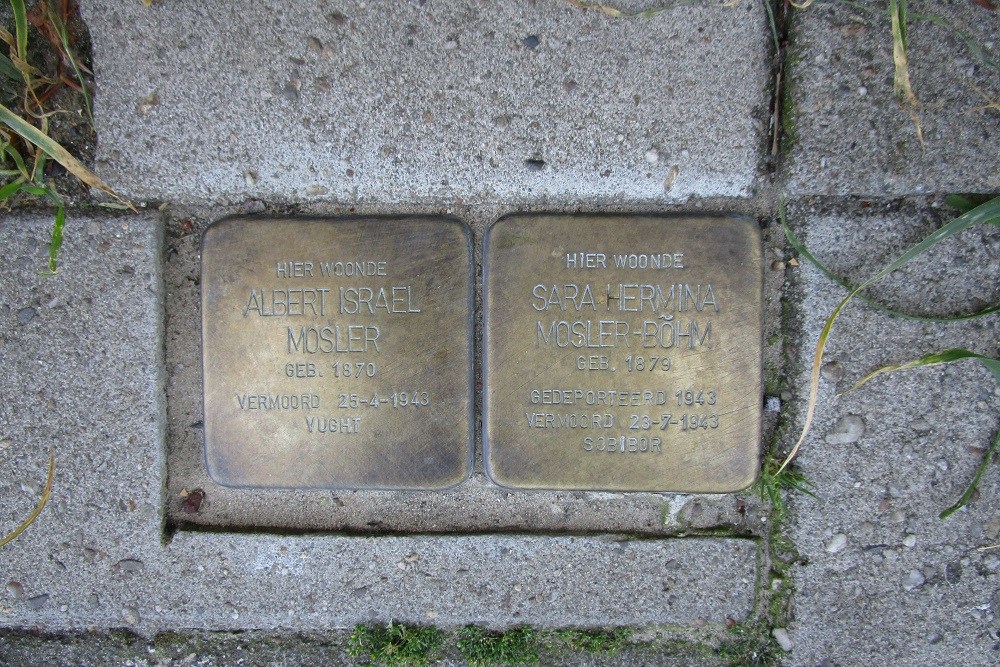 HIER WOONDE
ALBERT ISRAEL
MOSLER
GEB. 1870
VERMOORD 25-4-1943
VUGHT
HIER WOONDE
SARA HERMINA
MOSLER-BÖHM
GEB. 1879
GEDEPORTEERD 1943
VERMOORD 23-7-1943
SOBIBOR